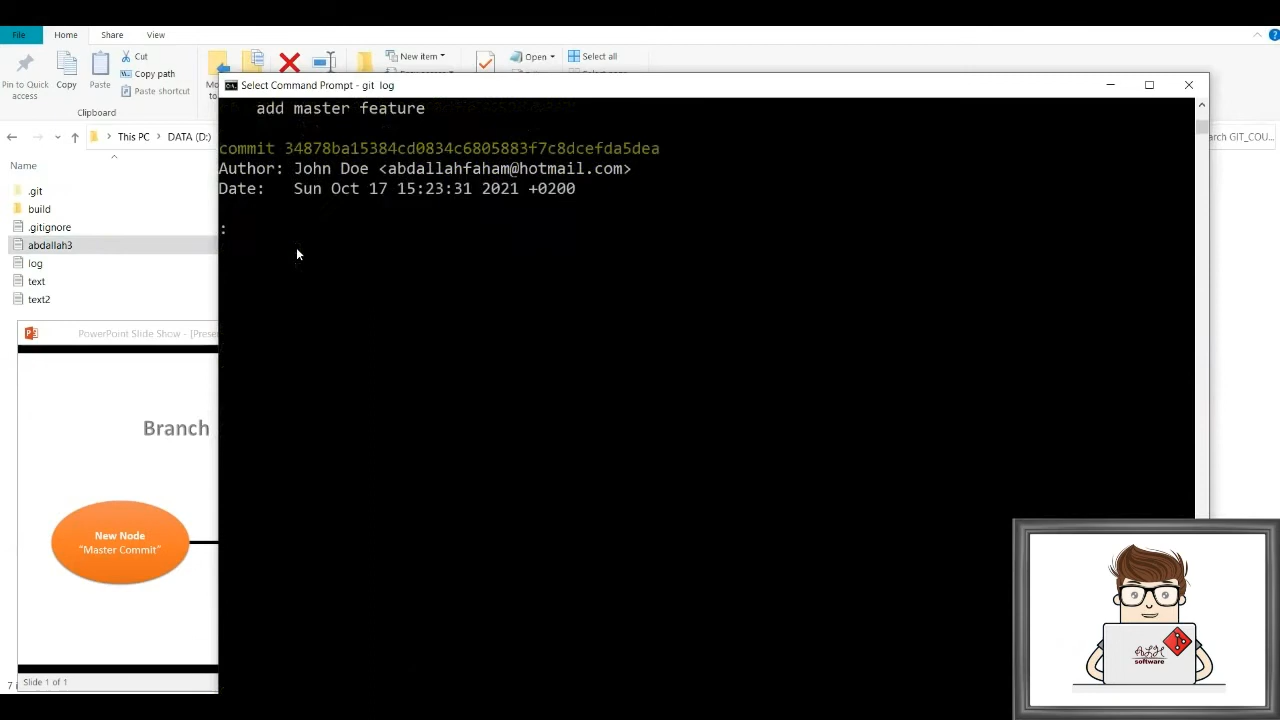 File
Home
Share
View
Pin to Quick
access
Copy
Paste
Cut
Copy path
Paste shortcut
Clipboard
New item
Open
Select all
Select Command Prompt - git log
This PC
DATA (D:)
arch GIT_COU...
Name
.git
build
.gitignore
abdallah3
log
text
text2
add master feature
commit 34878ba15384cd0834c6805883f7c8dcefda5dea
Author: John Doe <abdallahfaham@hotmail.com>
Date: Sun Oct 17 15:23:31 2021 +0200
:
PowerPoint Slide Show - [Prese
Branch
New Node
"Master Commit"
Slide 1 of 1
software